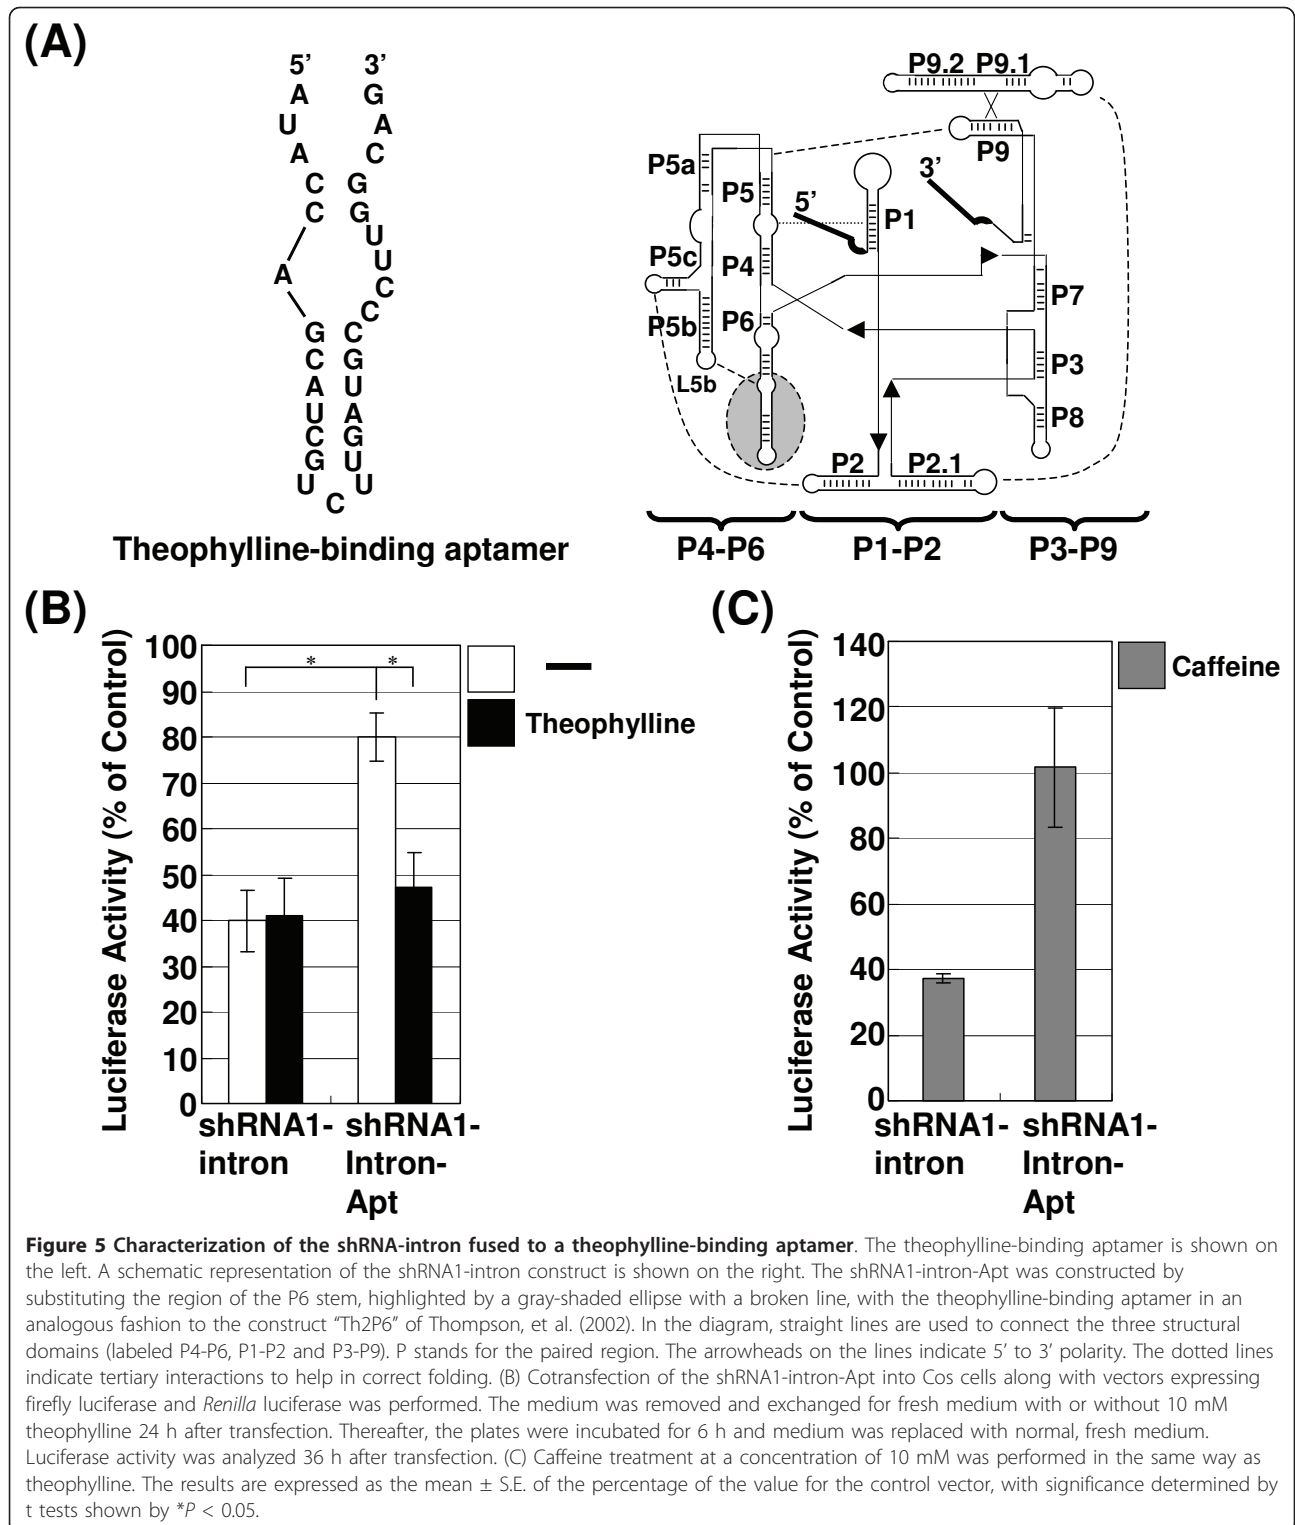 (A)
5’ 3’
A G
U A
A C
C G
C G
U
A U
C
C
G C
C G
A U
U A
C G
G U
U U
C
Theophylline-binding aptamer
P9.2 P9.1
P9
3’
P5a
P5
5’
P1
P5c
P4
P7
P5b
P6
P3
L5b
P8
P2 P2.1
P4-P6 P1-P2 P3-P9
(B)
Luciferase Activity (% of Control)
100
90
80
70
60
50
40
30
20
10
0
* *
Theophylline
shRNA1- shRNA1-
intron Intron-
Apt
(C)
Luciferase Activity (% of Control)
140
120
100
80
60
40
20
0
Caffeine
shRNA1- shRNA1-
intron Intron-
Apt
Figure 5 Characterization of the shRNA-intron fused to a theophylline-binding aptamer. The theophylline-binding aptamer is shown on
the left. A schematic representation of the shRNA1-intron construct is shown on the right. The shRNA1-intron-Apt was constructed by
substituting the region of the P6 stem, highlighted by a gray-shaded ellipse with a broken line, with the theophylline-binding aptamer in an
analogous fashion to the construct “Th2P6” of Thompson, et al. (2002). In the diagram, straight lines are used to connect the three structural
domains (labeled P4-P6, P1-P2 and P3-P9). P stands for the paired region. The arrowheads on the lines indicate 5’ to 3’ polarity. The dotted lines
indicate tertiary interactions to help in correct folding. (B) Cotransfection of the shRNA1-intron-Apt into Cos cells along with vectors expressing
firefly luciferase and Renilla luciferase was performed. The medium was removed and exchanged for fresh medium with or without 10 mM
theophylline 24 h after transfection. Thereafter, the plates were incubated for 6 h and medium was replaced with normal, fresh medium.
Luciferase activity was analyzed 36 h after transfection. (C) Caffeine treatment at a concentration of 10 mM was performed in the same way as
theophylline. The results are expressed as the mean ± S.E. of the percentage of the value for the control vector, with significance determined by
t tests shown by *P < 0.05.